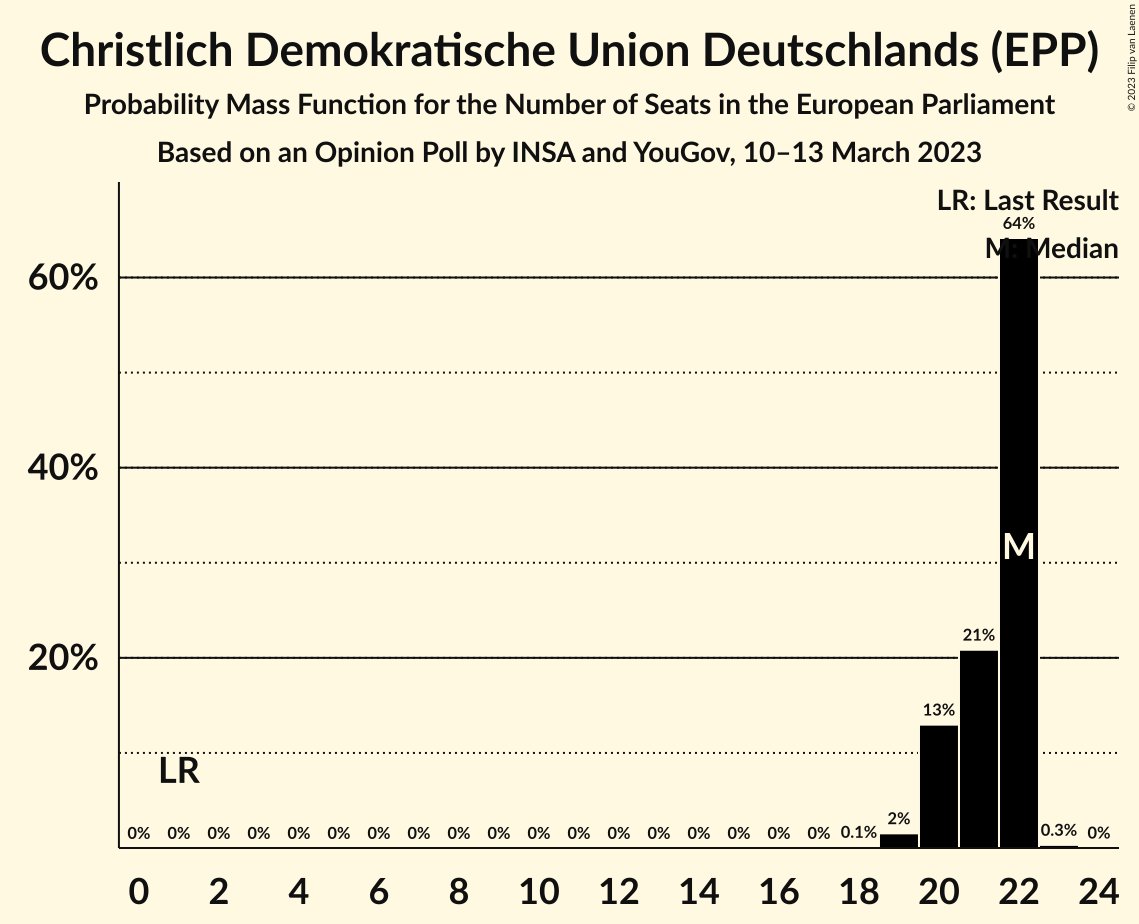 Christlich Demokratische Union Deutschlands (EPP)
Probability Mass Function for the Number of Seats in the European Parliament
Based on an Opinion Poll by INSA and YouGov, 10–13 March 2023
© 2023 Filip van Laenen
LR: Last Result
64%
M: Median
60%
40%
M
21%
20%
13%
LR
0% 0% 0% 0% 0% 0% 0% 0% 0% 0% 0% 0% 0% 0% 0% 0% 0% 0% 0.1% 2% 0.3% 0%
0 2 4 6 8 10 12 14 16 18 20 22 24